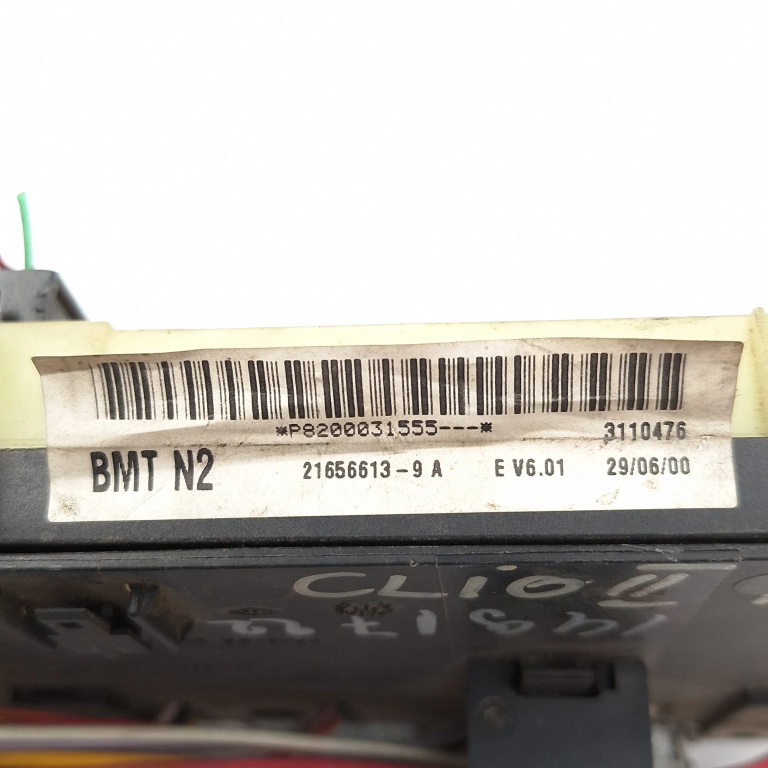 *P8200031555---*
3110476
BMT N2 21656613-9 A E V6.01 29/06/00
CLiO II